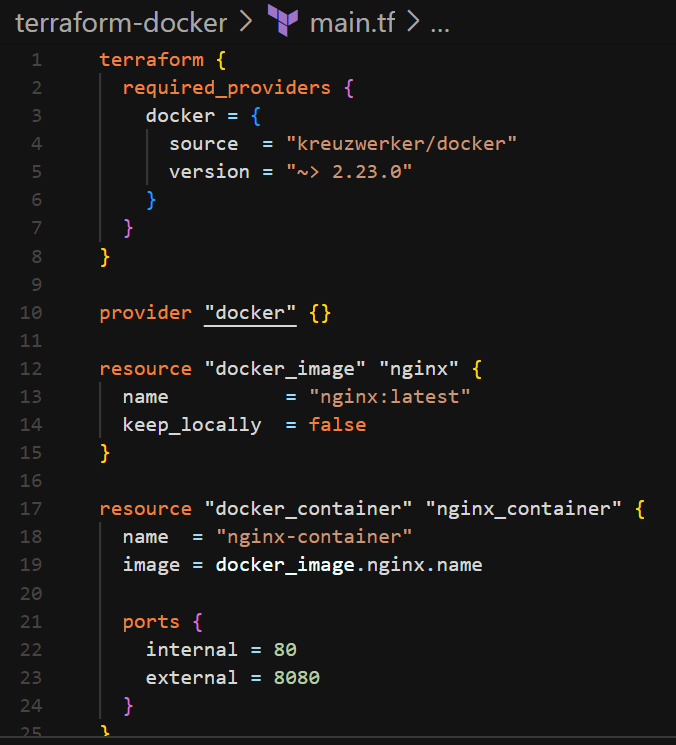 terraform-docker > main.tf > ...
1 terraform {
2   required_providers {
3     docker = {
4       source  = "kreuzwerker/docker"
5       version = "~> 2.23.0"
6     }
7   }
8 }
9
10 provider "docker" {}
11
12 resource "docker_image" "nginx" {
13   name          = "nginx:latest"
14   keep_locally  = false
15 }
16
17 resource "docker_container" "nginx_container" {
18   name  = "nginx-container"
19   image = docker_image.nginx.name
20
21   ports {
22     internal = 80
23     external = 8080
24   }
25 }